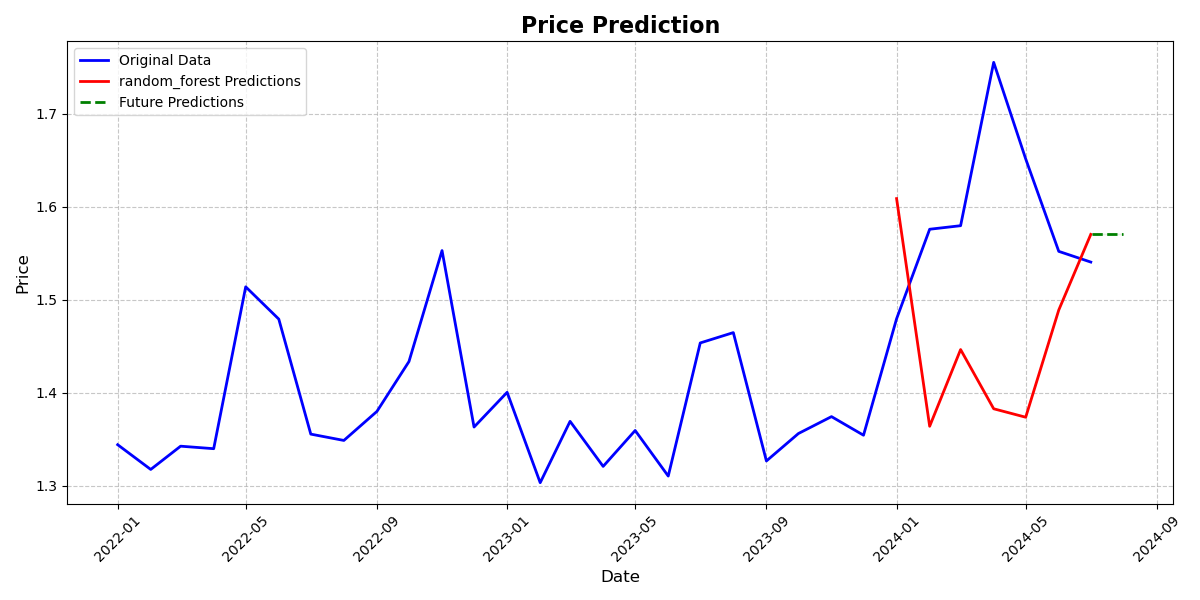 Price Prediction
Original Data
random_forest Predictions
Future Predictions
Price
1.7
1.6
1.5
1.4
1.3
2022-01
2022-05
2022-09
2023-01
2023-05
2023-09
2024-01
2024-05
2024-09
Date